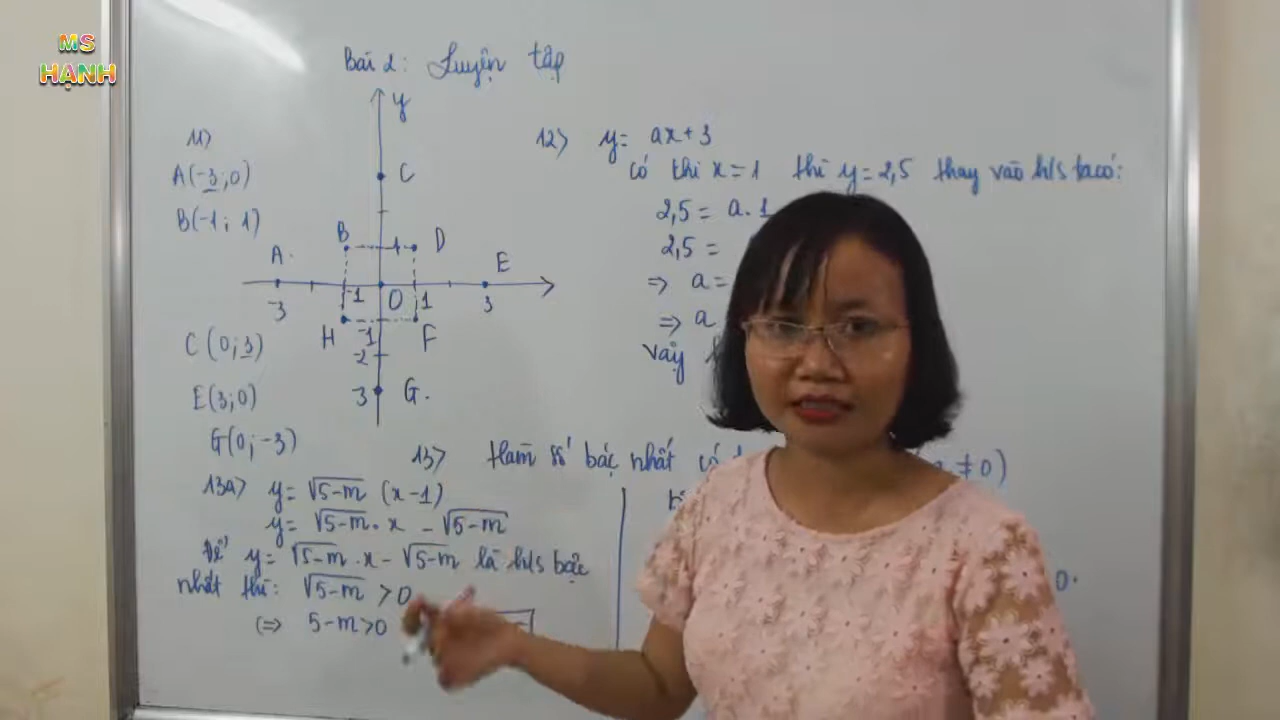 MS
HẠNH
Bài 2: Luyện tập
11>
A(-3;0)
B(-1; 1)
y
C
B
1
D
A
E
-3
-1
O
1
3
H
-1
F
-2
-3
G
C(0;3)
E(3;0)
G(0;-3)
12> y= ax+3
có thì x=1 thì y=2,5 thay vào h/s ta có:
2,5= a.1
2,5=
=> a=
=> a
vậy
13> Hàm số bậc nhất có
≠0)
0.
13a> y= √5-m (x-1)
y= √5-m.x - √5-m
Để y= √5-m.x - √5-m là h/s bậc
nhất thì: √5-m >0
(=> 5-m>0